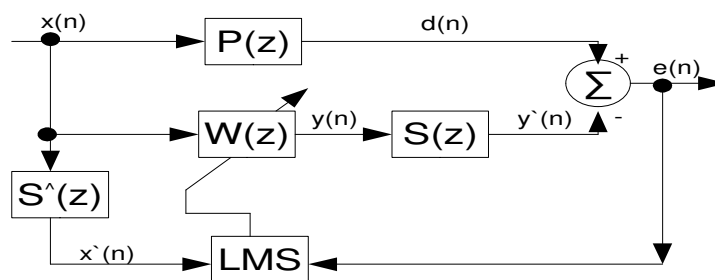 x(n)
P(z)
d(n)
+
Σ
e(n)
W(z)
y(n)
S(z)
y`(n)
-
S^(z)
x`(n)
LMS